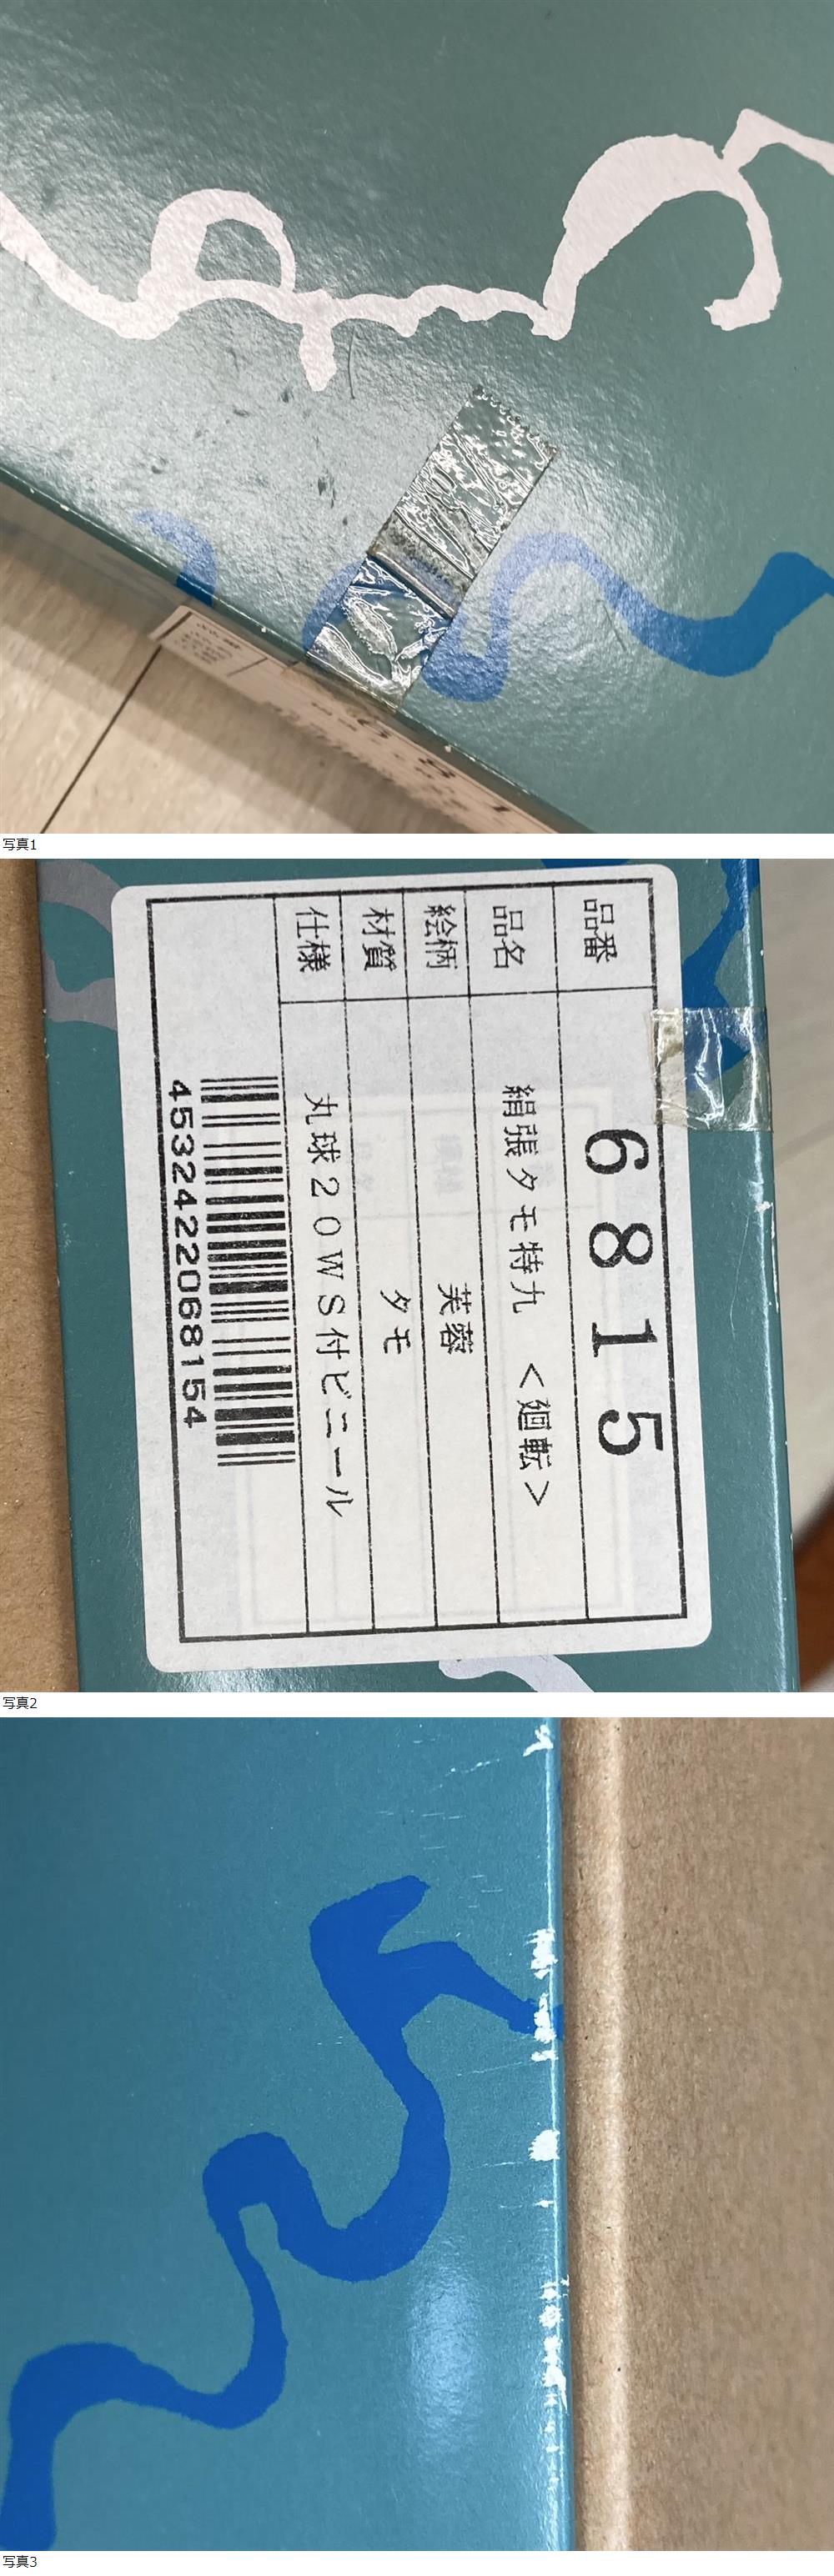 写真1
品番 6815
品名 絹張タモ特九 <廻転>
絵柄 芙蓉
材質 タモ
仕様 丸球20WS付ビニール
4532422068154
写真2
写真3